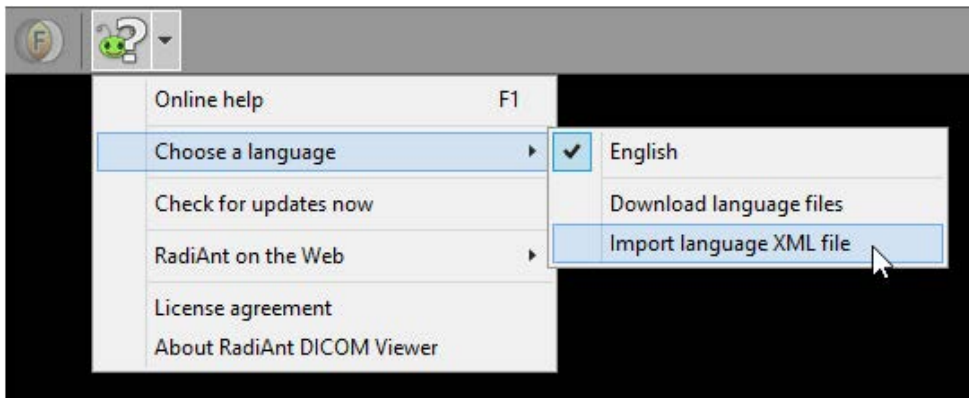 F
?
Online help F1
Choose a language
English
Check for updates now
Download language files
RadiAnt on the Web
Import language XML file
License agreement
About RadiAnt DICOM Viewer